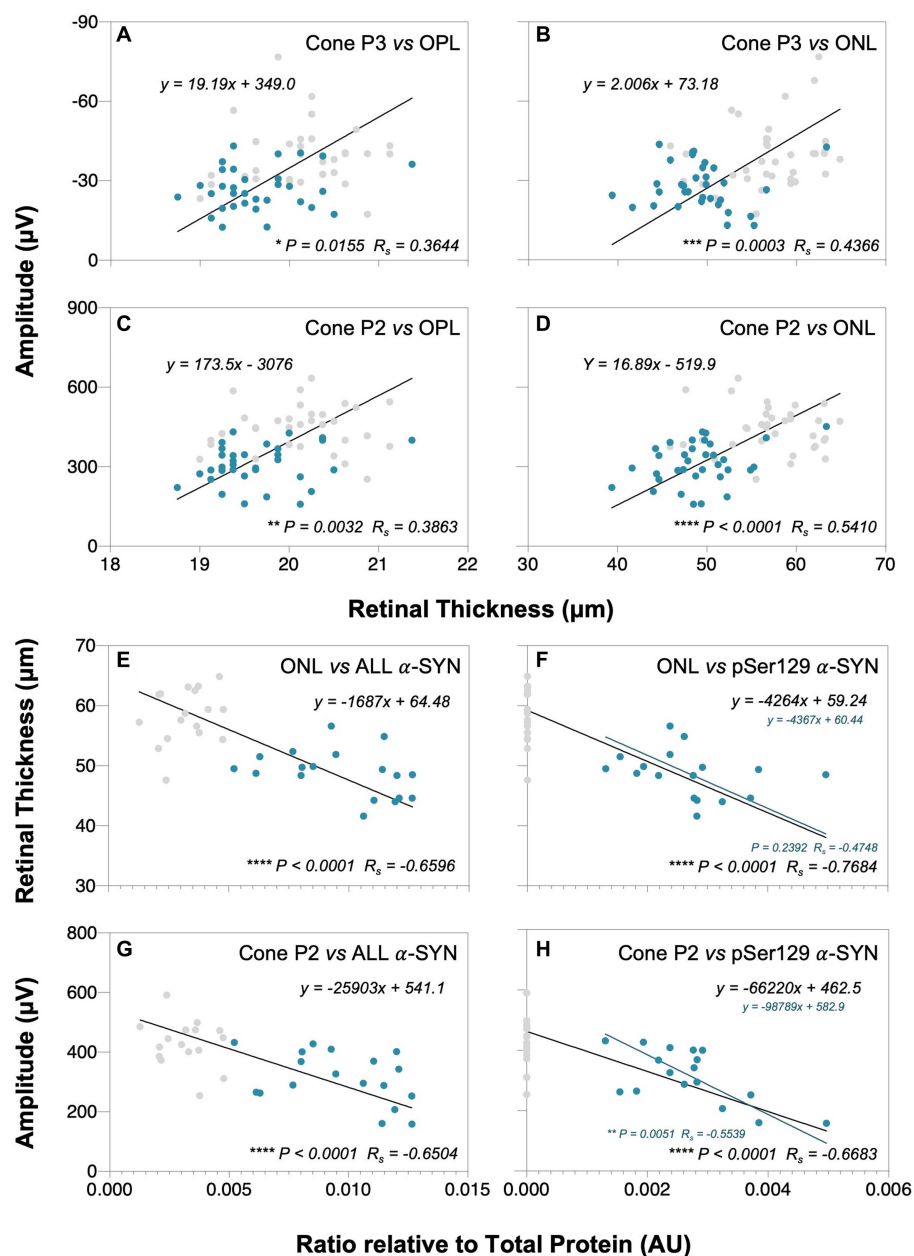 A
Cone P3 vs OPL
y = 19.19x + 349.0
* P = 0.0155 Rs = 0.3644
-90
-60
-30
0
B
Cone P3 vs ONL
y = 2.006x + 73.18
*** P = 0.0003 Rs = 0.4366
Amplitude (µV)
C
Cone P2 vs OPL
y = 173.5x - 3076
** P = 0.0032 Rs = 0.3863
900
600
300
0
18 19 20 21 22
D
Cone P2 vs ONL
Y = 16.89x - 519.9
**** P < 0.0001 Rs = 0.5410
30 40 50 60 70
Retinal Thickness (µm)
E
ONL vs ALL α-SYN
y = -1687x + 64.48
**** P < 0.0001 Rs = -0.6596
70
60
50
40
30
Retinal Thickness (µm)
F
ONL vs pSer129 α-SYN
y = -4264x + 59.24
y = -4367x + 60.44
P = 0.2392 Rs = -0.4748
**** P < 0.0001 Rs = -0.7684
G
Cone P2 vs ALL α-SYN
y = -25903x + 541.1
**** P < 0.0001 Rs = -0.6504
800
600
400
200
0
Amplitude (µV)
0.000 0.005 0.010 0.015
H
Cone P2 vs pSer129 α-SYN
y = -66220x + 462.5
y = -98789x + 582.9
** P = 0.0051 Rs = -0.5539
**** P < 0.0001 Rs = -0.6683
0.000 0.002 0.004 0.006
Ratio relative to Total Protein (AU)